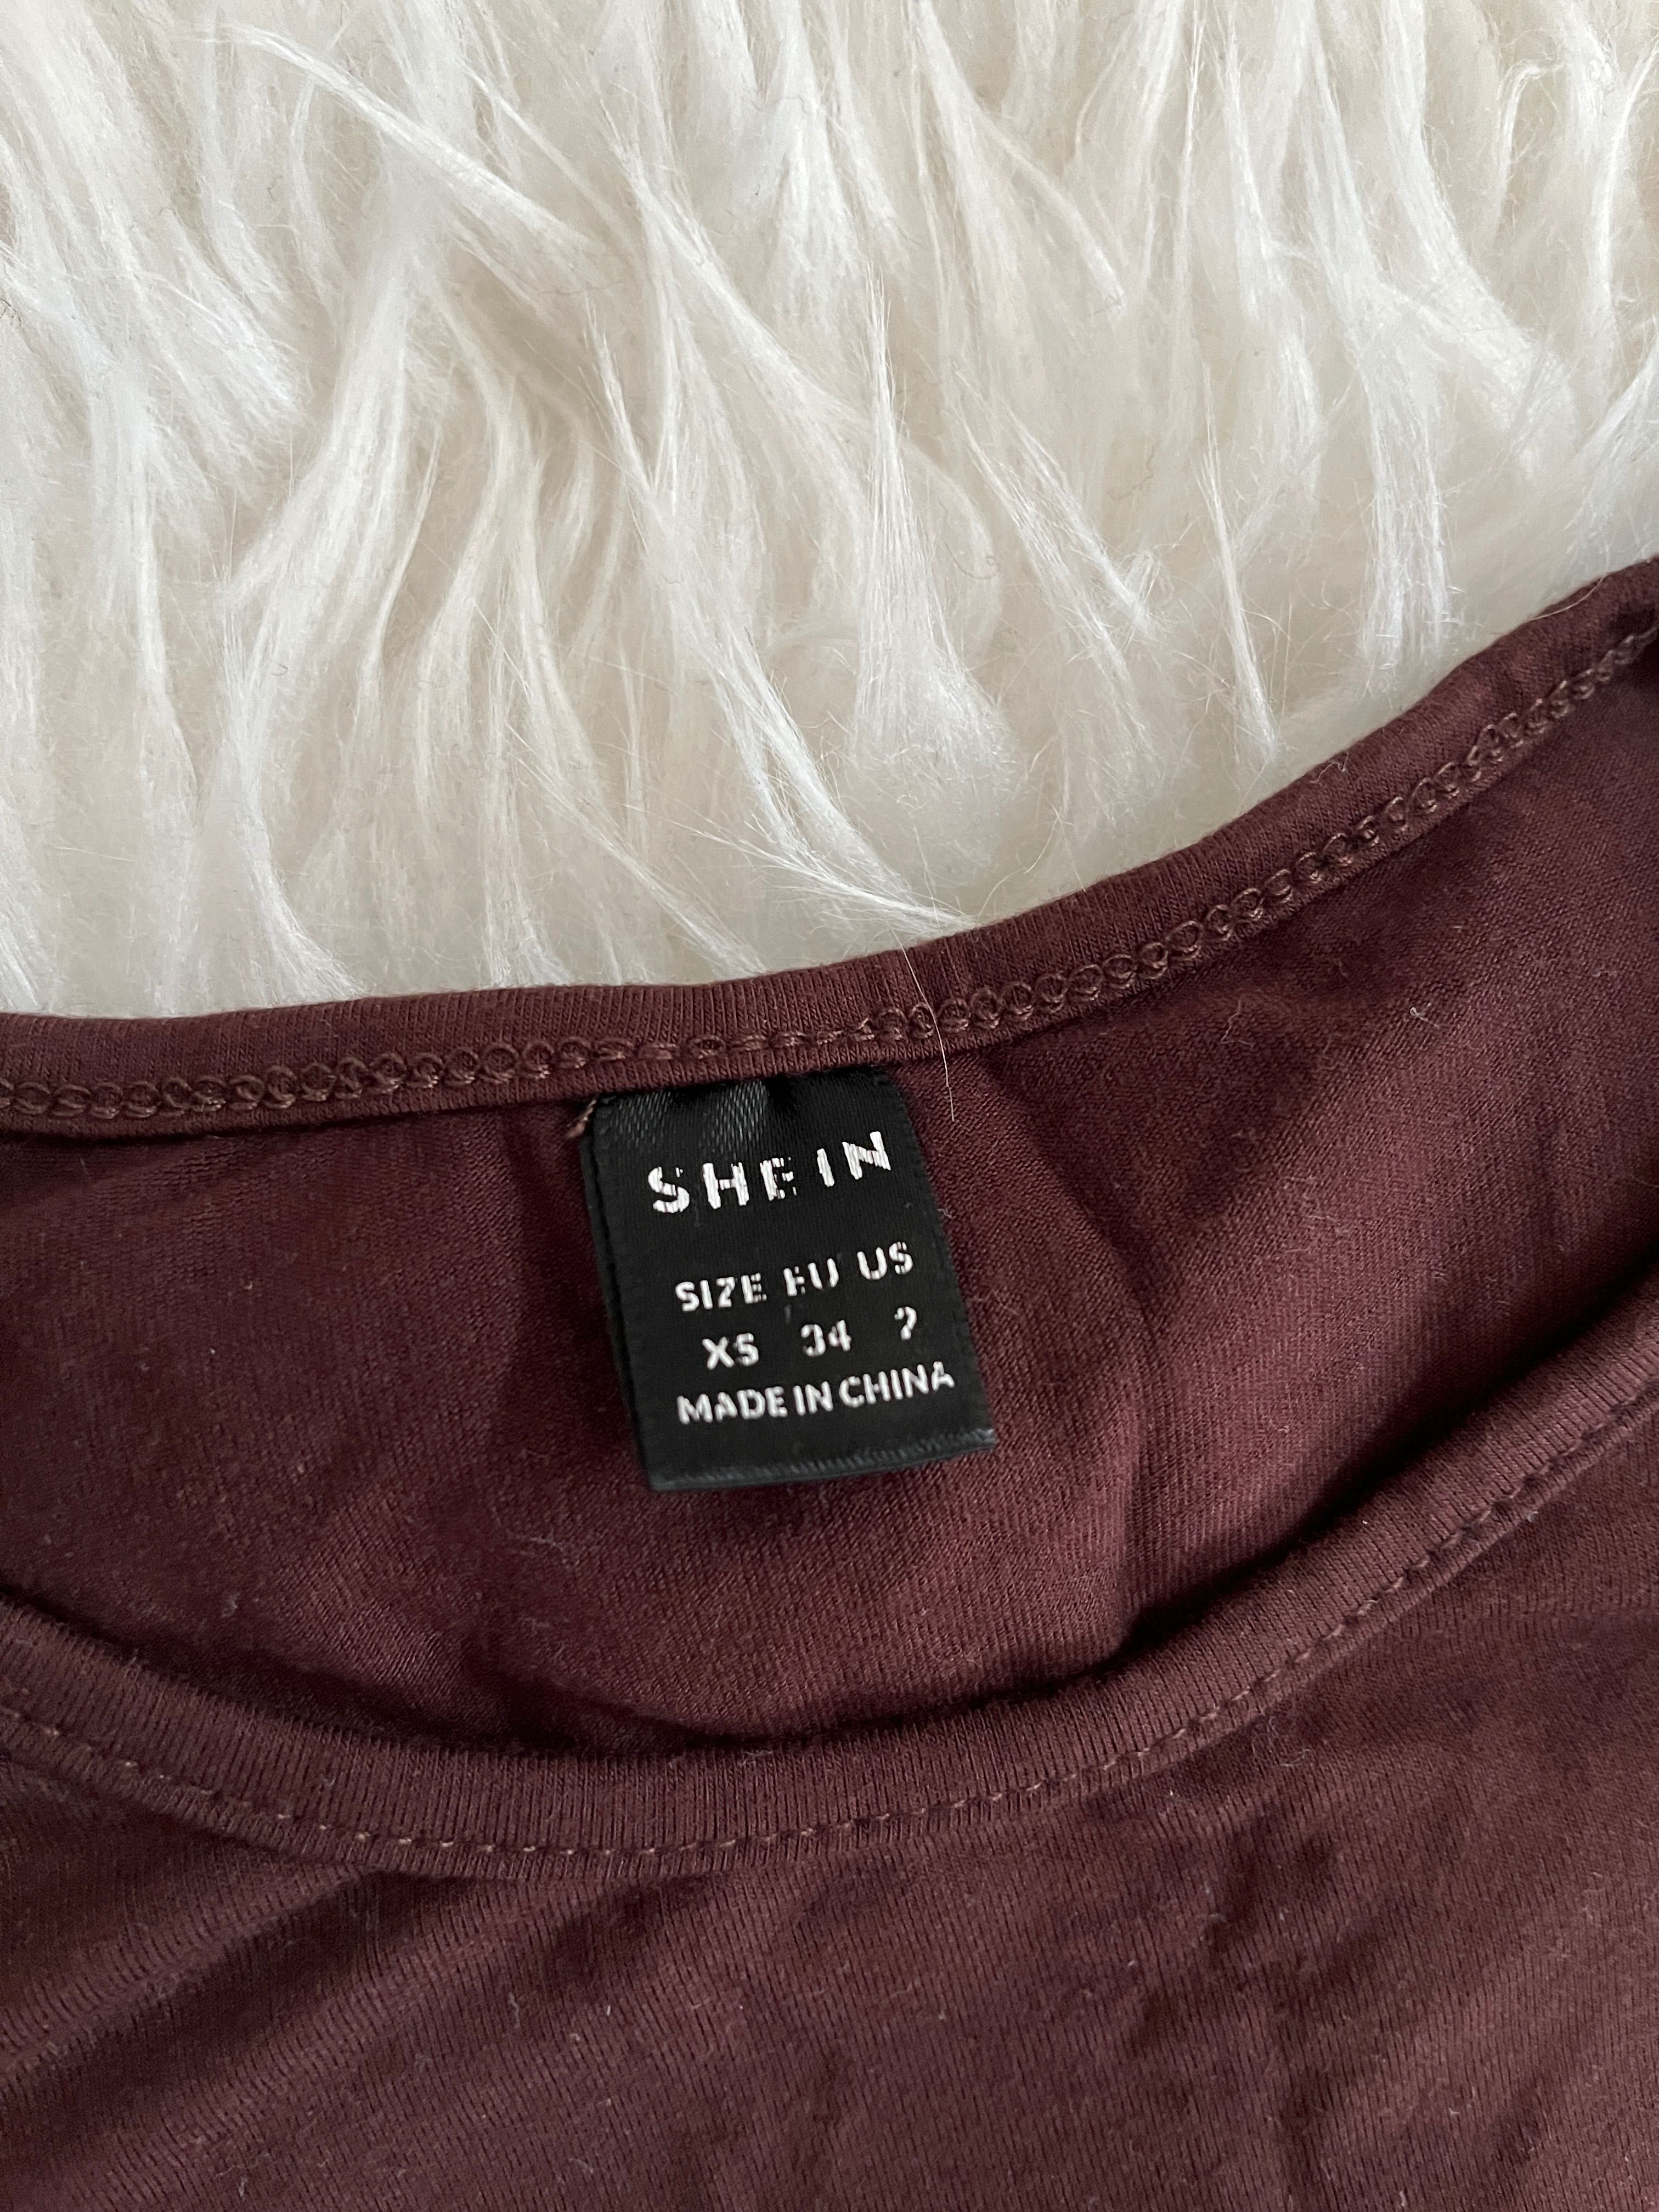 SHEIN
SIZE EU US
XS 34 2
MADE IN CHINA